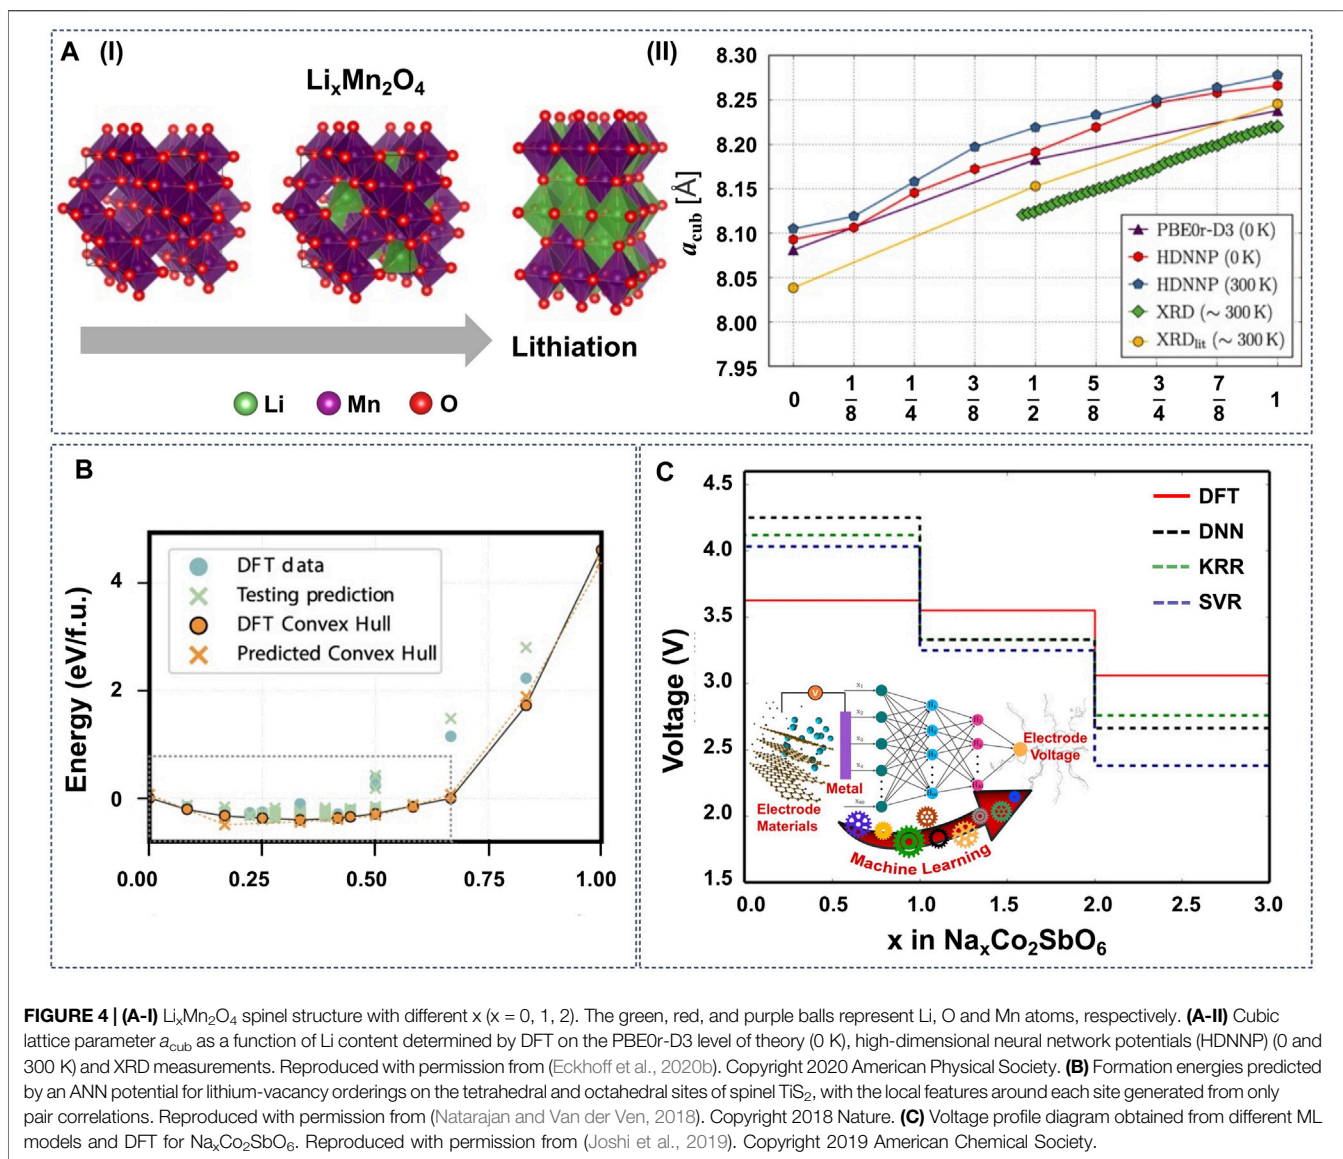 A (I)
LixMn2O4
Lithiation
Li Mn O
(II)
acub [Å]
8.30
8.25
8.20
8.15
8.10
8.05
8.00
7.95
PBE0r-D3 (0 K)
HDNNP (0 K)
HDNNP (300 K)
XRD (~ 300 K)
XRDlit (~ 300 K)
0 1/8 1/4 3/8 1/2 5/8 3/4 7/8 1
B
Energy (eV/f.u.)
4
2
0
DFT data
Testing prediction
DFT Convex Hull
Predicted Convex Hull
0.00 0.25 0.50 0.75 1.00
C
Voltage (V)
4.5
4.0
3.5
3.0
2.5
2.0
1.5
DFT
DNN
KRR
SVR
V
x1
x2
x3
x4
Metal
Electrode
Materials
Electrode
Voltage
Machine Learning
0.0 0.5 1.0 1.5 2.0 2.5 3.0
x in NaxCo2SbO6
FIGURE 4 | (A-I) LixMn2O4 spinel structure with different x (x = 0, 1, 2). The green, red, and purple balls represent Li, O and Mn atoms, respectively. (A-II) Cubic
lattice parameter acub as a function of Li content determined by DFT on the PBE0r-D3 level of theory (0 K), high-dimensional neural network potentials (HDNNP) (0 and
300 K) and XRD measurements. Reproduced with permission from (Eckhoff et al., 2020b). Copyright 2020 American Physical Society. (B) Formation energies predicted
by an ANN potential for lithium-vacancy orderings on the tetrahedral and octahedral sites of spinel TiS2, with the local features around each site generated from only
pair correlations. Reproduced with permission from (Natarajan and Van der Ven, 2018). Copyright 2018 Nature. (C) Voltage profile diagram obtained from different ML
models and DFT for NaxCo2SbO6. Reproduced with permission from (Joshi et al., 2019). Copyright 2019 American Chemical Society.